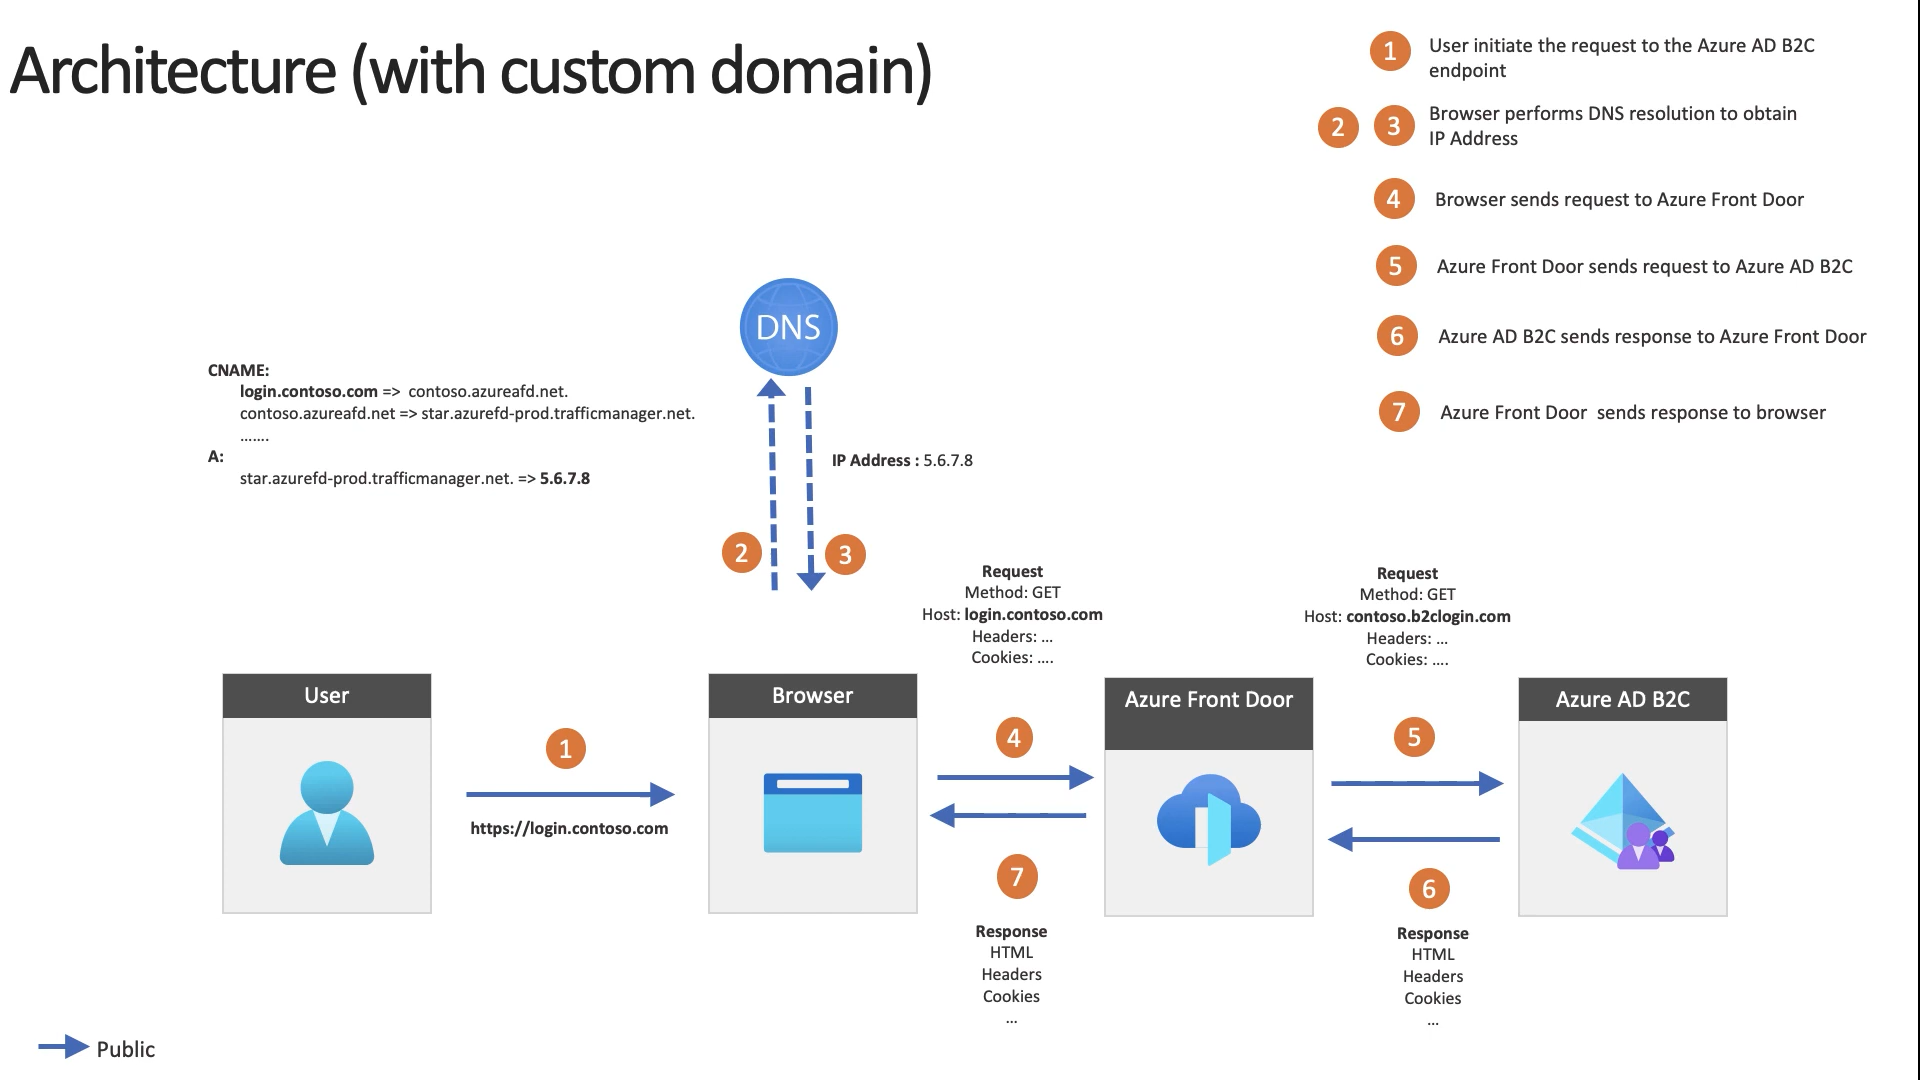 Architecture (with custom domain)
1
User initiate the request to the Azure AD B2C
endpoint
2
3
Browser performs DNS resolution to obtain
IP Address
4
Browser sends request to Azure Front Door
5
Azure Front Door sends request to Azure AD B2C
6
Azure AD B2C sends response to Azure Front Door
7
Azure Front Door  sends response to browser
DNS
CNAME:
login.contoso.com =>  contoso.azureafd.net.
contoso.azureafd.net => star.azurefd-prod.trafficmanager.net.
.......
A:
star.azurefd-prod.trafficmanager.net. => 5.6.7.8
IP Address : 5.6.7.8
2
3
Request
Method: GET
Host: login.contoso.com
Headers: ...
Cookies: ....
Request
Method: GET
Host: contoso.b2clogin.com
Headers: ...
Cookies: ....
User
Browser
Azure Front Door
Azure AD B2C
1
https://login.contoso.com
4
5
7
6
Response
HTML
Headers
Cookies
...
Response
HTML
Headers
Cookies
...
Public